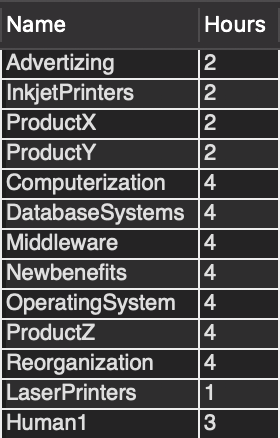 Name Hours
Advertizing 2
InkjetPrinters 2
ProductX 2
ProductY 2
Computerization 4
DatabaseSystems 4
Middleware 4
Newbenefits 4
OperatingSystem 4
ProductZ 4
Reorganization 4
LaserPrinters 1
Human1 3